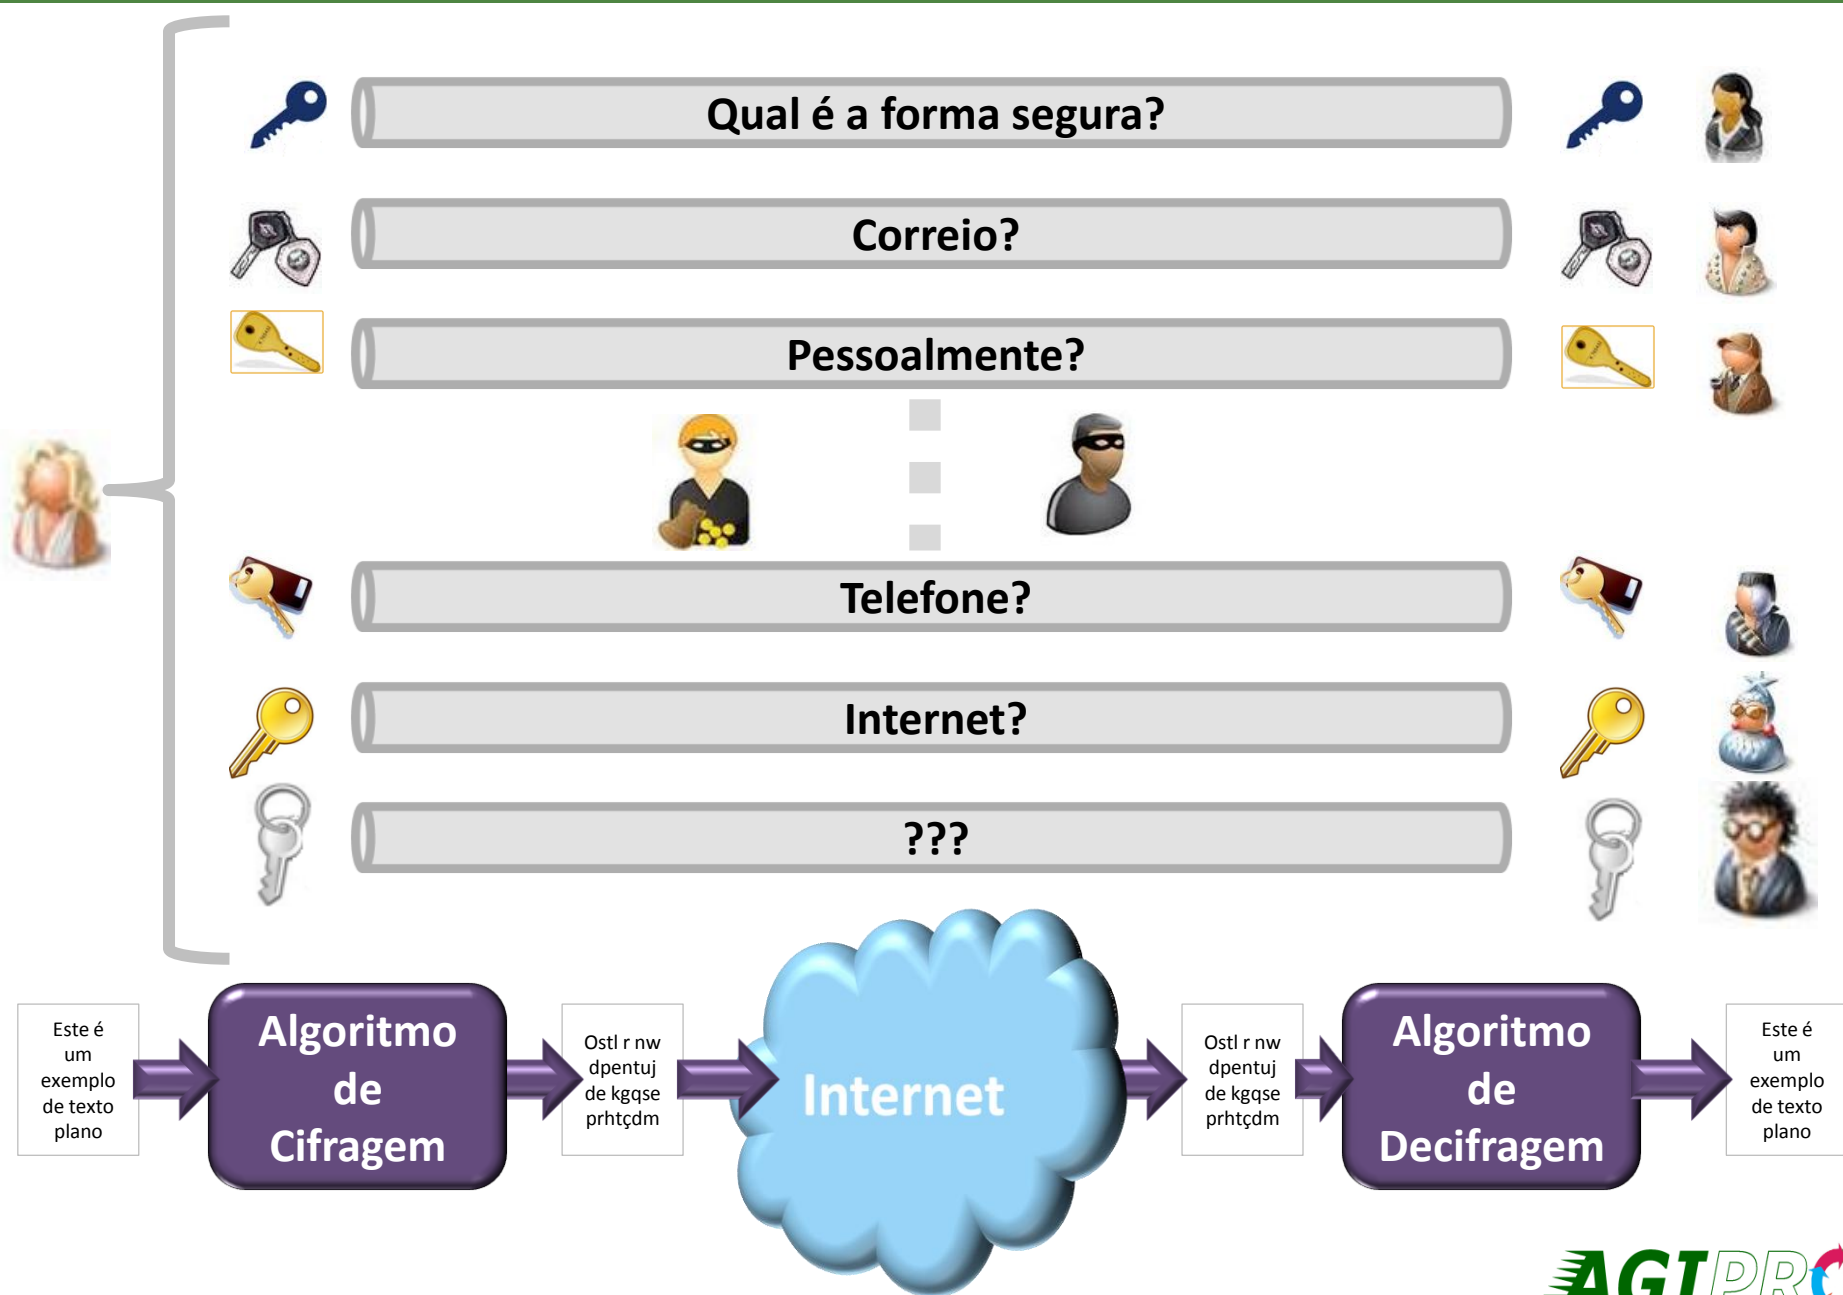 Qual é a forma segura?
Correio?
Pessoalmente?
Telefone?
Internet?
???
Este é
um
exemplo
de texto
plano
Algoritmo
de
Cifragem
Ostl r nw
dpentuj
de kgqse
prhtçdm
Internet
Ostl r nw
dpentuj
de kgqse
prhtçdm
Algoritmo
de
Decifragem
Este é
um
exemplo
de texto
plano
AGTPRO